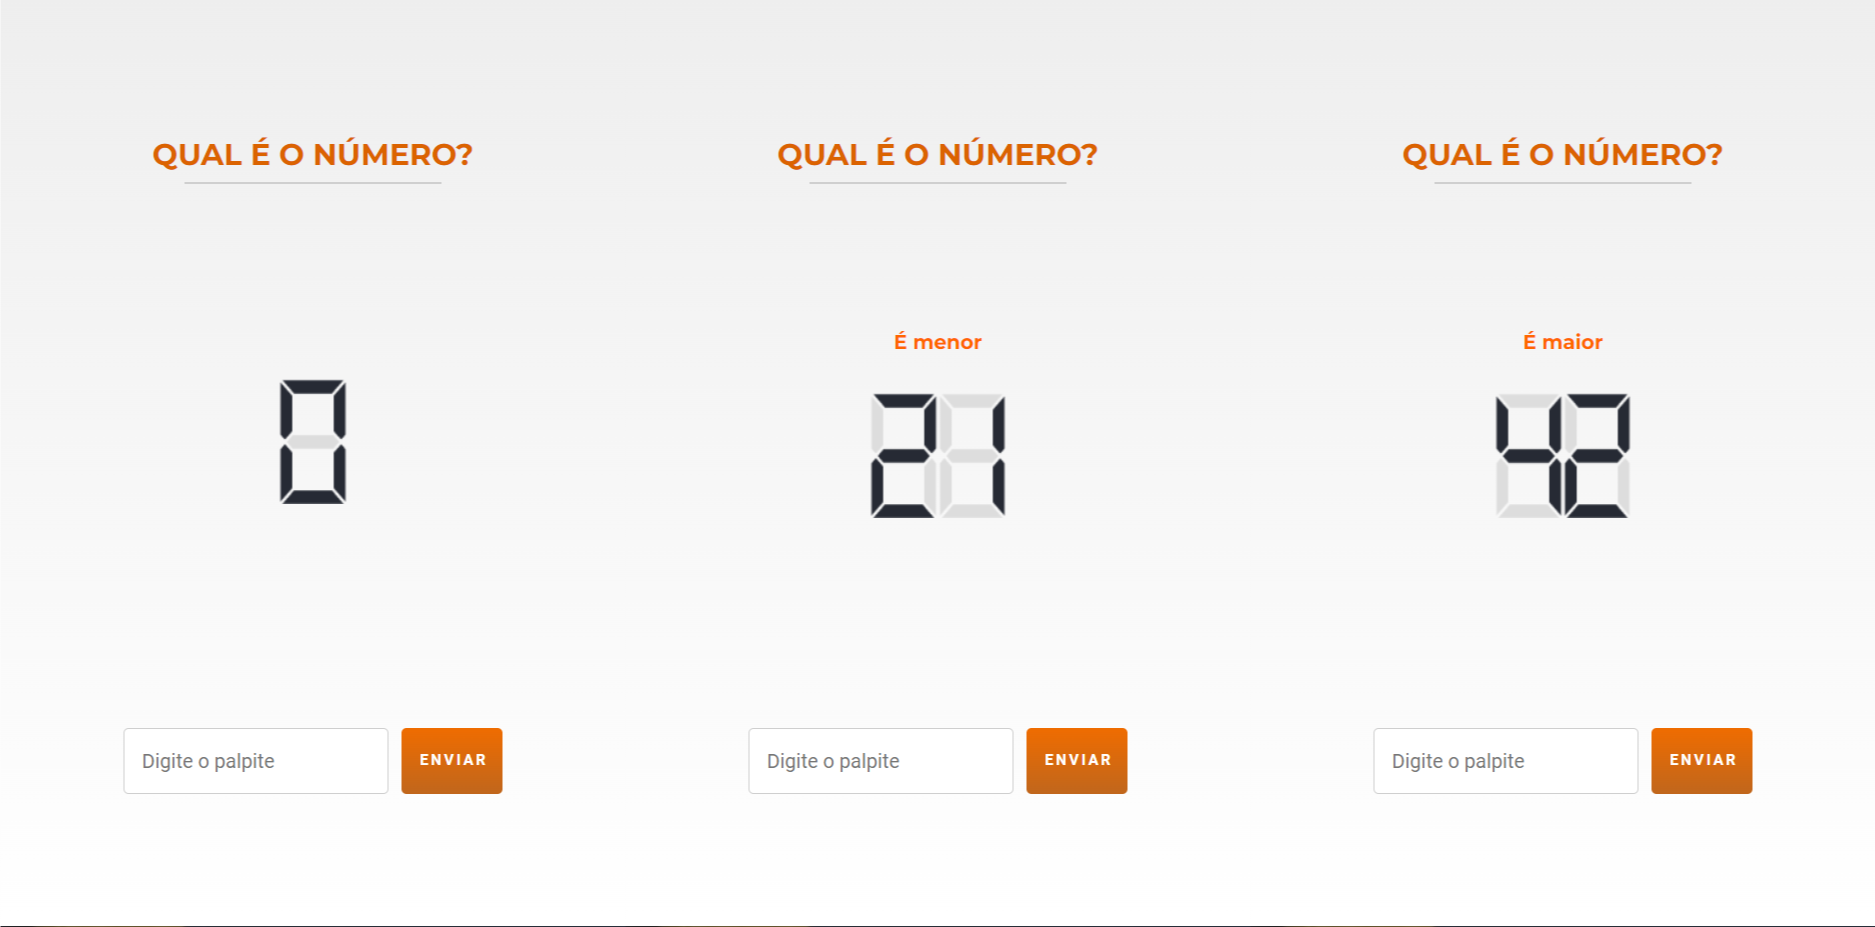 QUAL É O NÚMERO?
0
Digite o palpite
ENVIAR
QUAL É O NÚMERO?
É menor
21
Digite o palpite
ENVIAR
QUAL É O NÚMERO?
É maior
42
Digite o palpite
ENVIAR